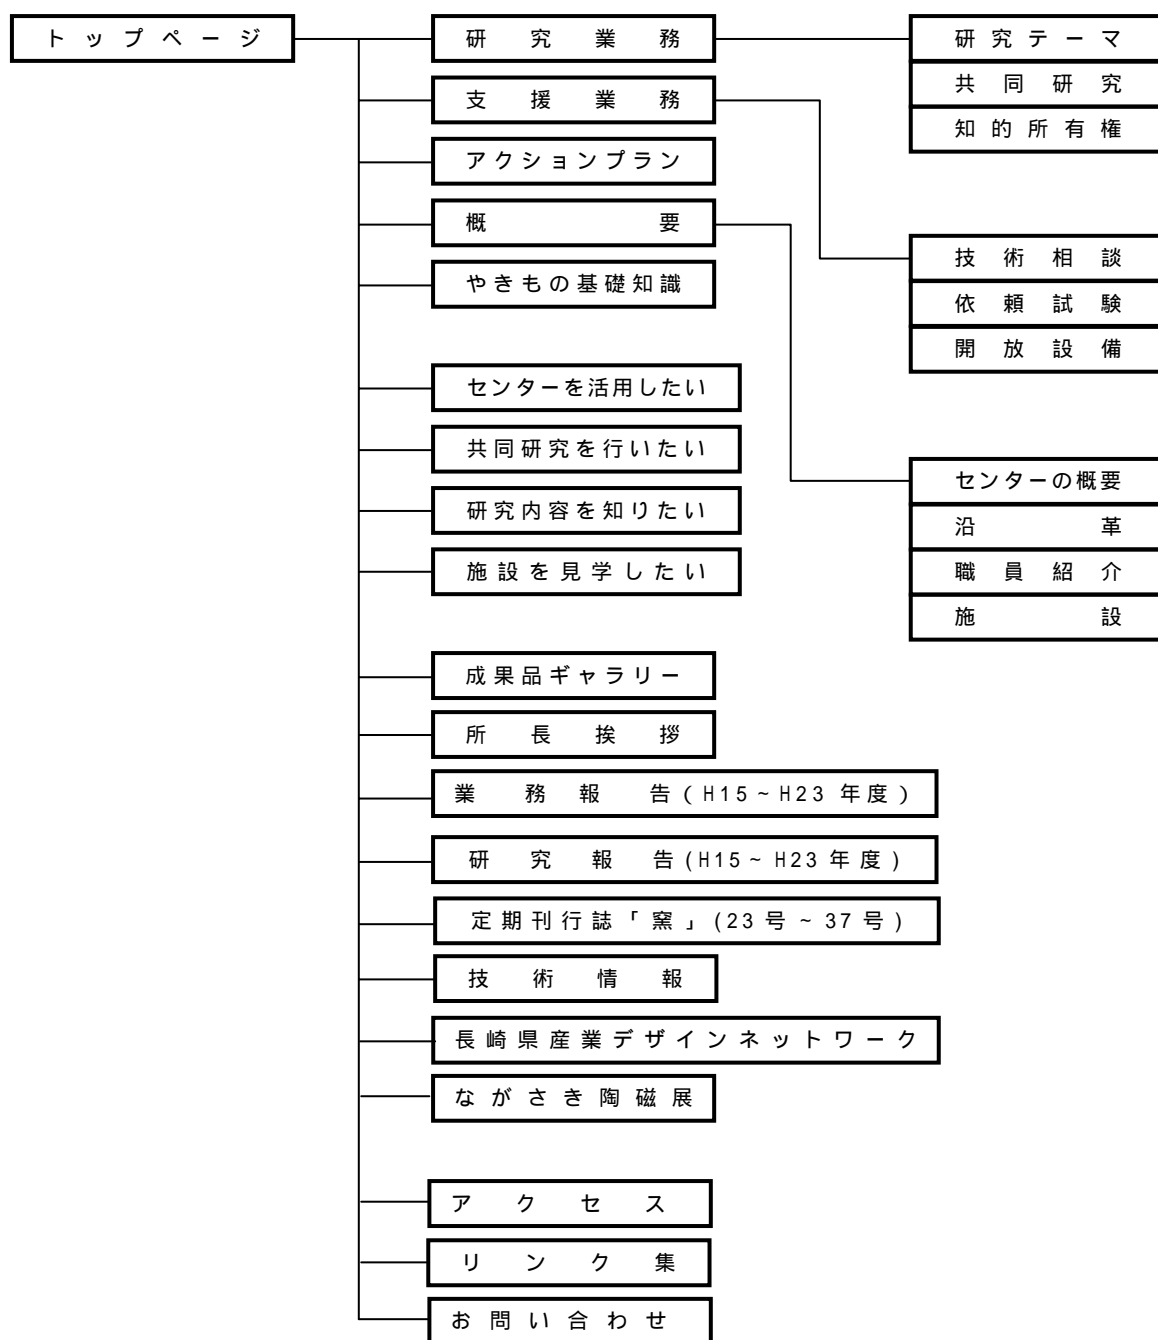 トップページ
研究業務
支援業務
アクションプラン
概要
やきもの基礎知識
センターを活用したい
共同研究を行いたい
研究内容を知りたい
施設を見学したい
成果品ギャラリー
所長挨拶
業務報告(H15~H23年度)
研究報告(H15~H23年度)
定期刊行誌「窯」(23号~37号)
技術情報
長崎県産業デザインネットワーク
ながさき陶磁展
アクセス
リンク集
お問い合わせ
研究テーマ
共同研究
知的所有権
技術相談
依頼試験
開放設備
センターの概要
沿革
職員紹介
施設